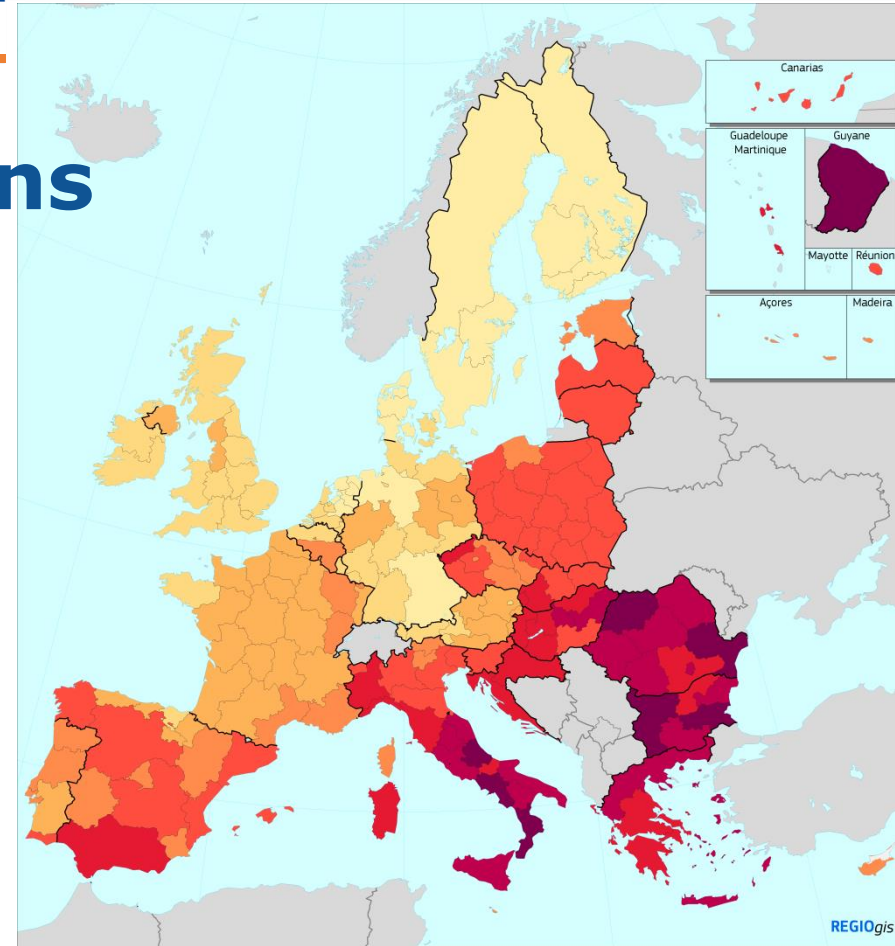 ns
Canarias
Guadeloupe
Martinique
Guyane
Mayotte
Réunion
Açores
Madeira
REGIOgis